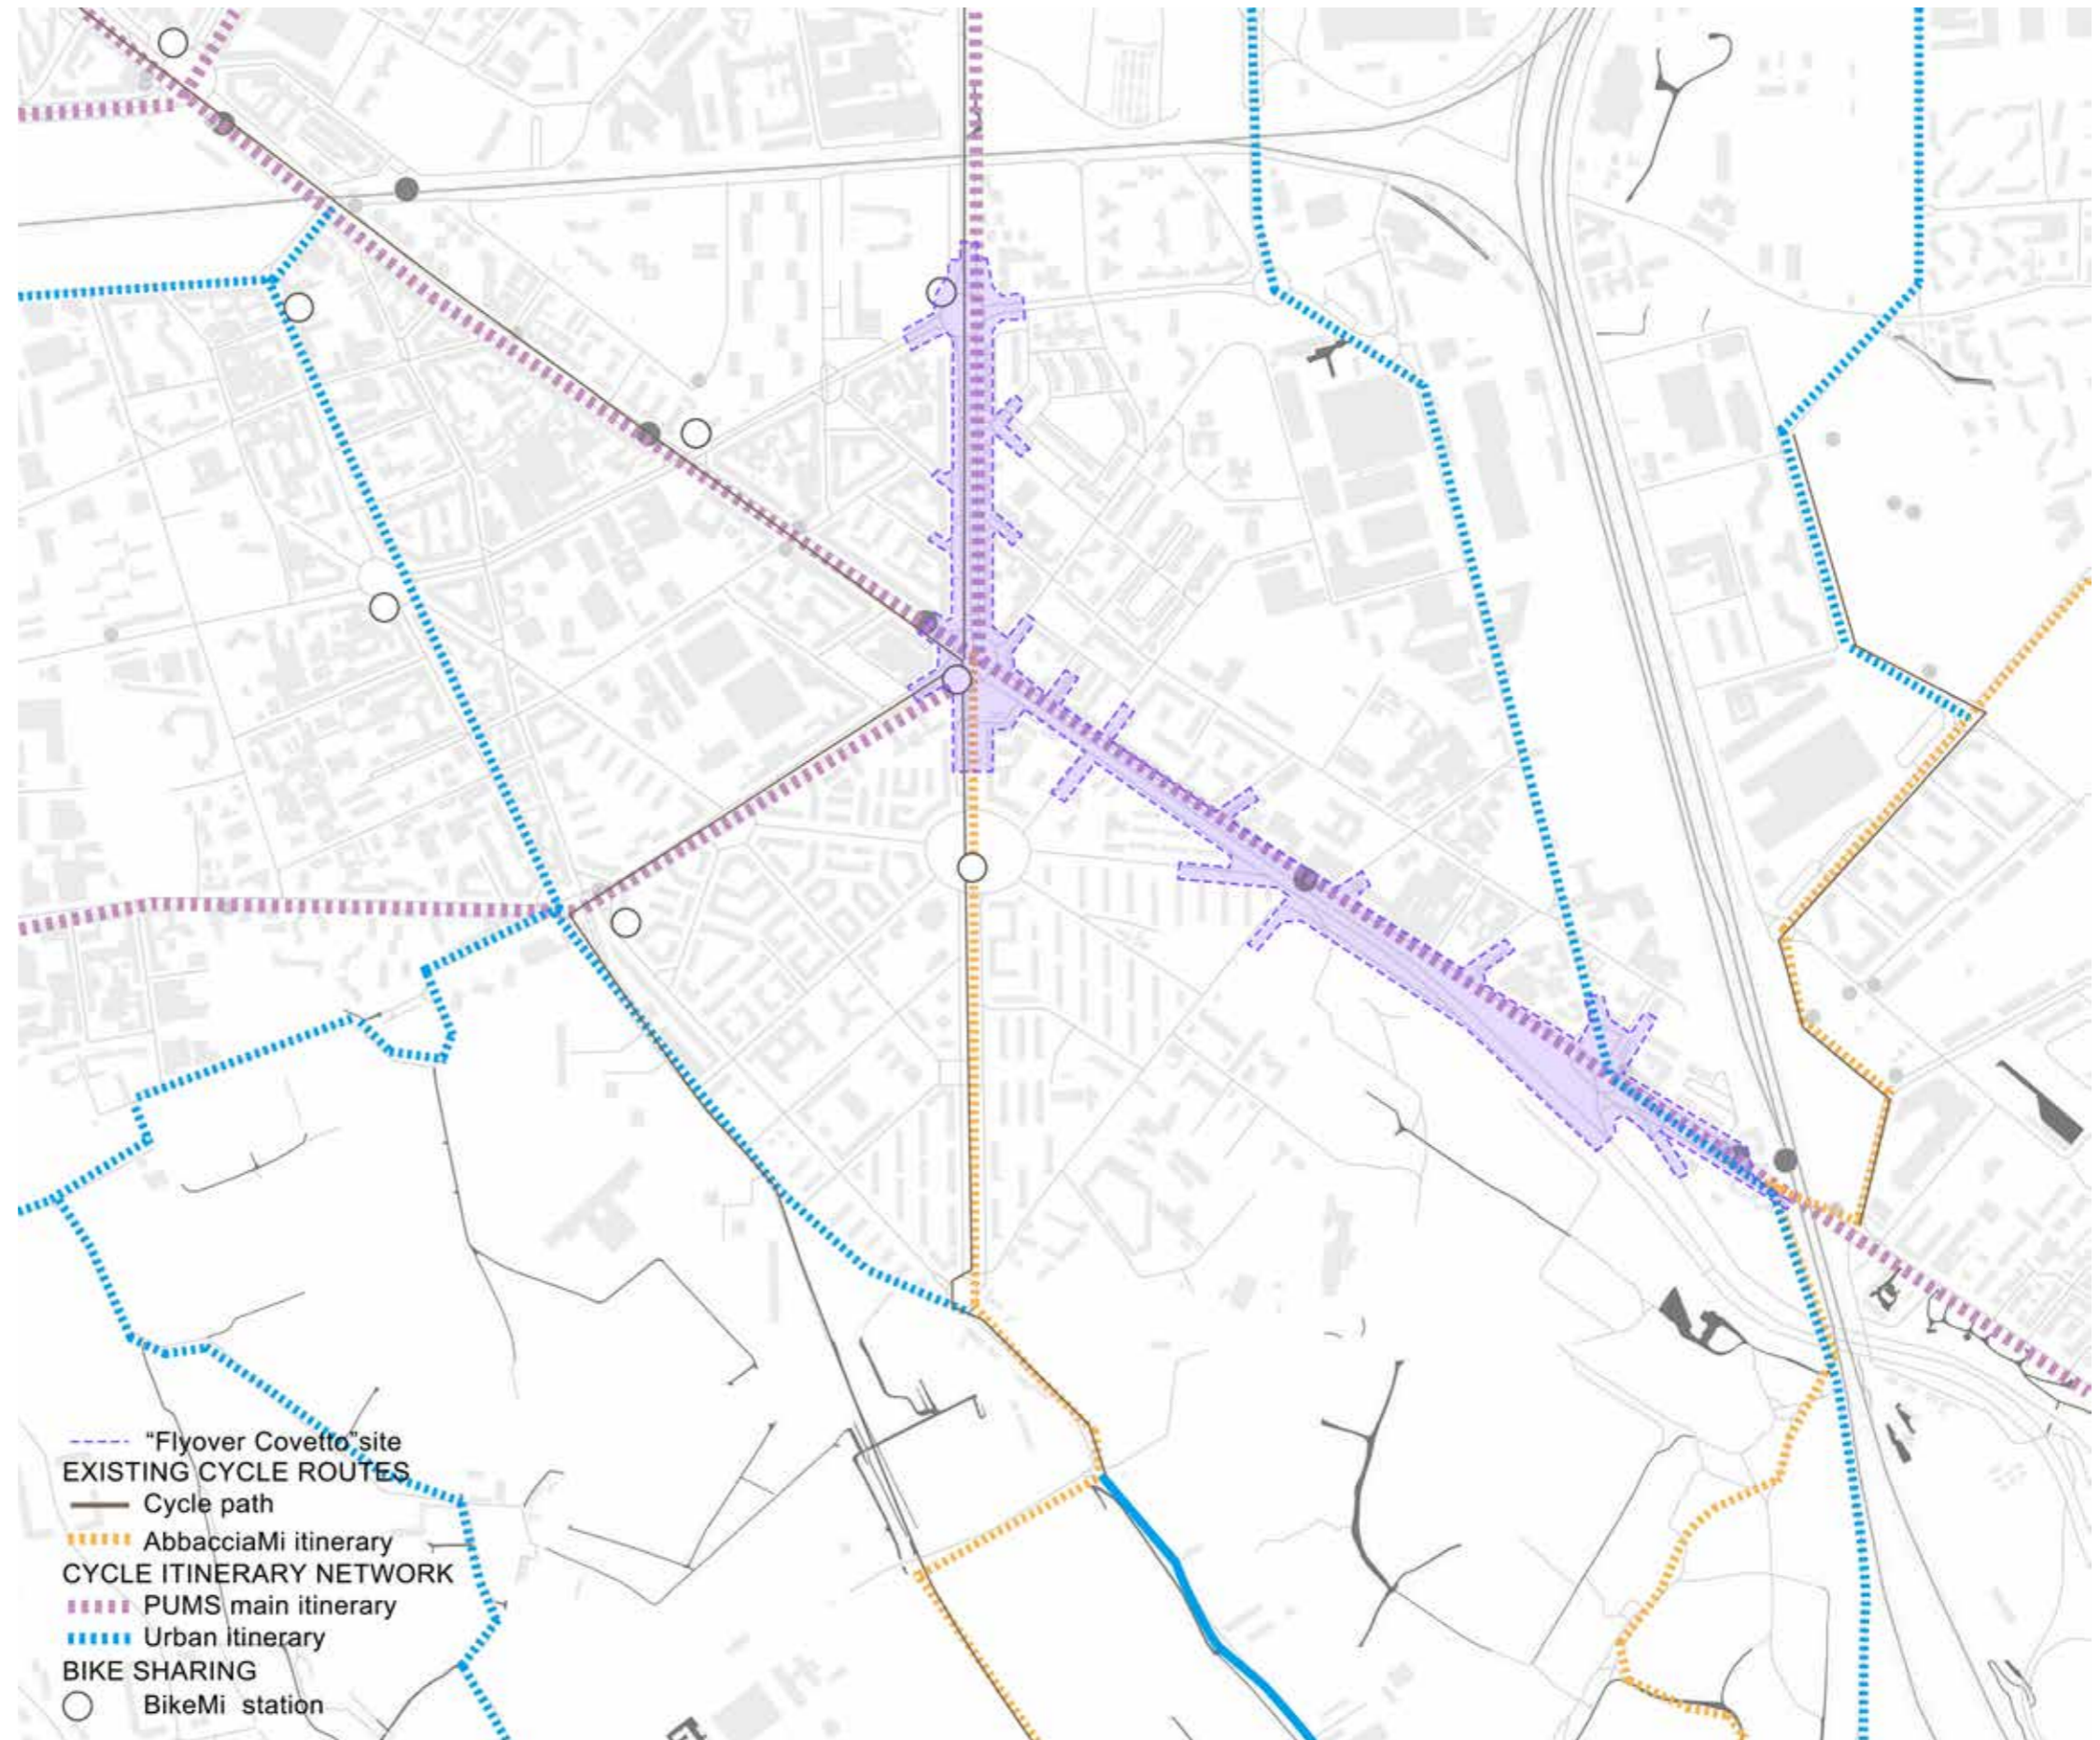 "Flyover Covetto"site
EXISTING CYCLE ROUTES
Cycle path
AbbacciaMi itinerary
CYCLE ITINERARY NETWORK
PUMS main itinerary
Urban itinerary
BIKE SHARING
BikeMi station